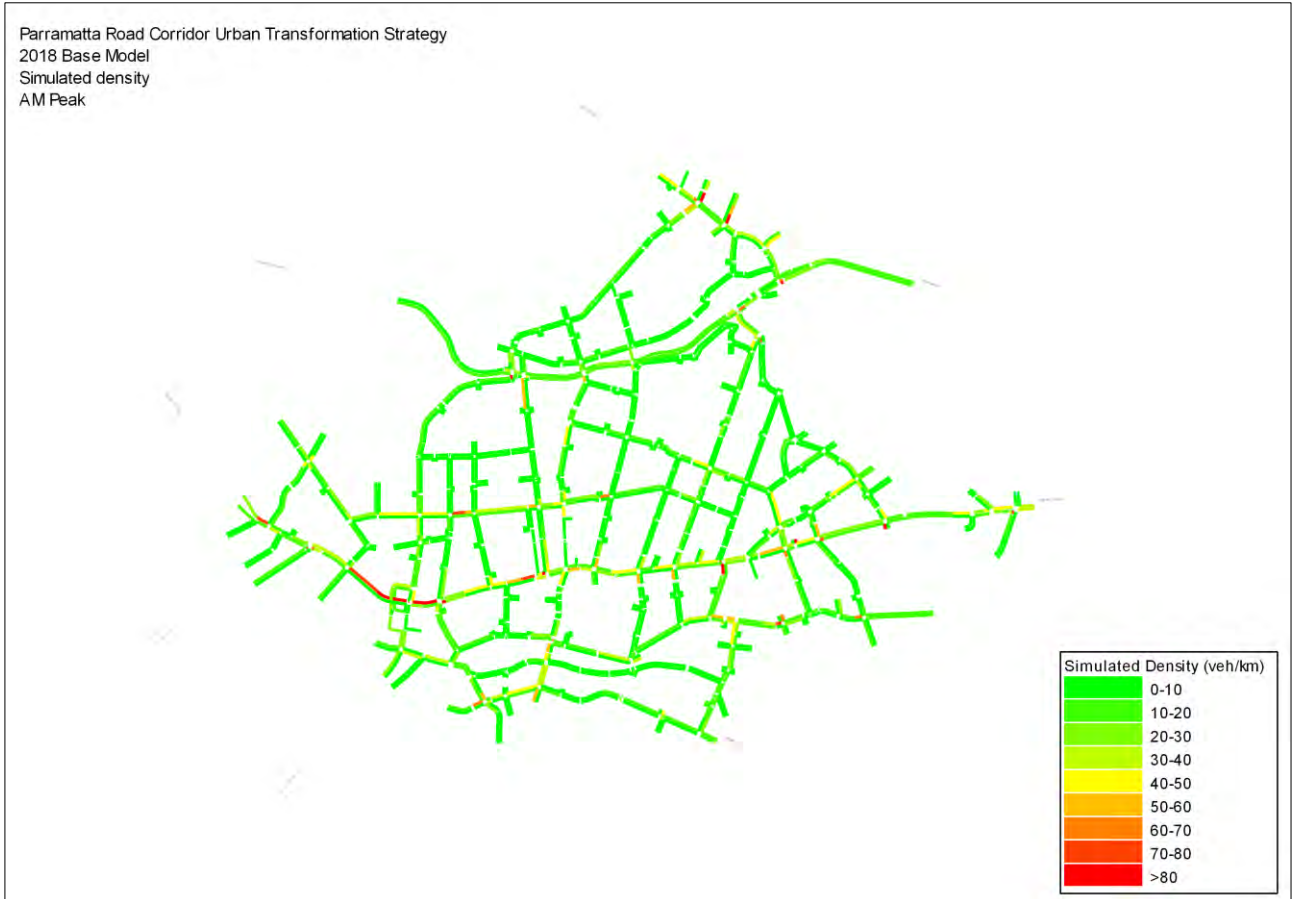 Parramatta Road Corridor Urban Transformation Strategy
2018 Base Model
Simulated density
AM Peak
Simulated Density (veh/km)
0-10
10-20
20-30
30-40
40-50
50-60
60-70
70-80
>80